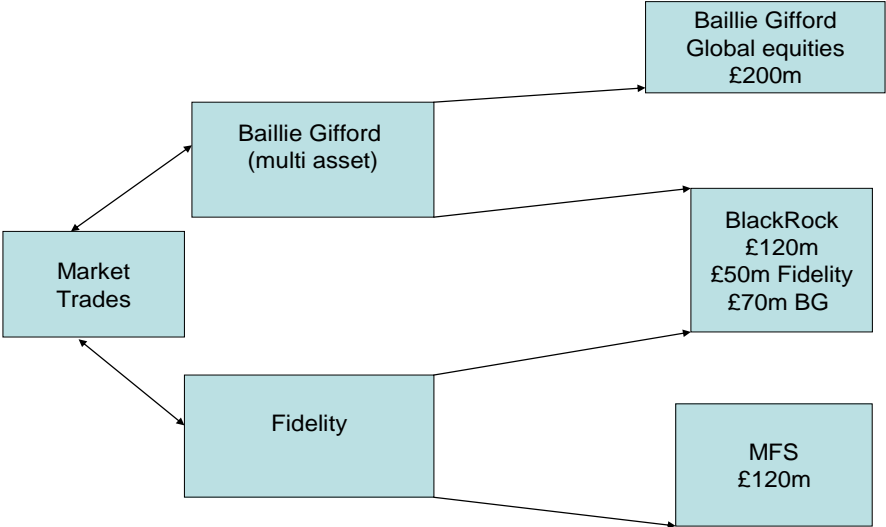 Baillie Gifford
Global equities
£200m
Baillie Gifford
(multi asset)
BlackRock
£120m
£50m Fidelity
£70m BG
Market
Trades
Fidelity
MFS
£120m